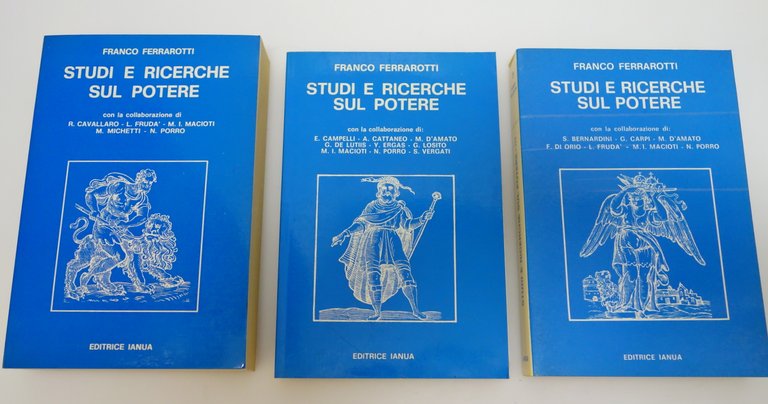 FRANCO FERRAROTTI
STUDI E RICERCHE
SUL POTERE
con la collaborazione di
R. CAVALLARO - L. FRUDA' - M. I. MACIOTI
M. MICHETTI - N. PORRO
EDITRICE IANUA
FRANCO FERRAROTTI
STUDI E RICERCHE
SUL POTERE
con la collaborazione di:
E. CAMPELLI - A. CATTANEO - M. D'AMATO
G. DE LUTIIS - Y. ERGAS - G. LOSITO
M. I. MACIOTI - N. PORRO - S. VERGATI
EDITRICE IANUA
FRANCO FERRAROTTI
STUDI E RICERCHE
SUL POTERE
con la collaborazione di:
S. BERNARDINI - G. CARPI - M. D'AMATO
F. DI ORIO - L. FRUDA' - M. I. MACIOTI - N. PORRO
EDITRICE IANUA